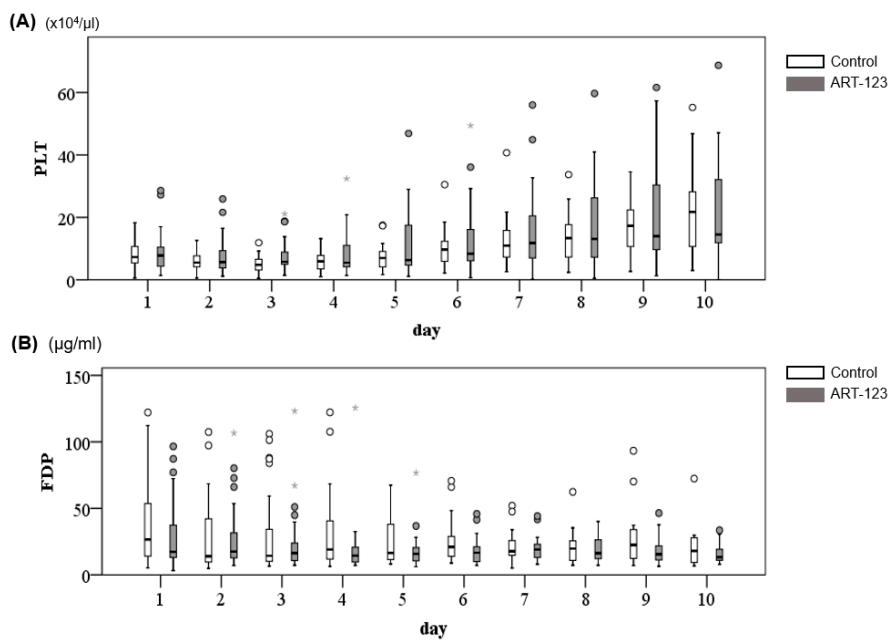 (A) (x10⁴/µl)
Control
ART-123
60
40
20
0
PLT
1 2 3 4 5 6 7 8 9 10
day
(B) (µg/ml)
Control
ART-123
150
100
50
0
FDP
1 2 3 4 5 6 7 8 9 10
day